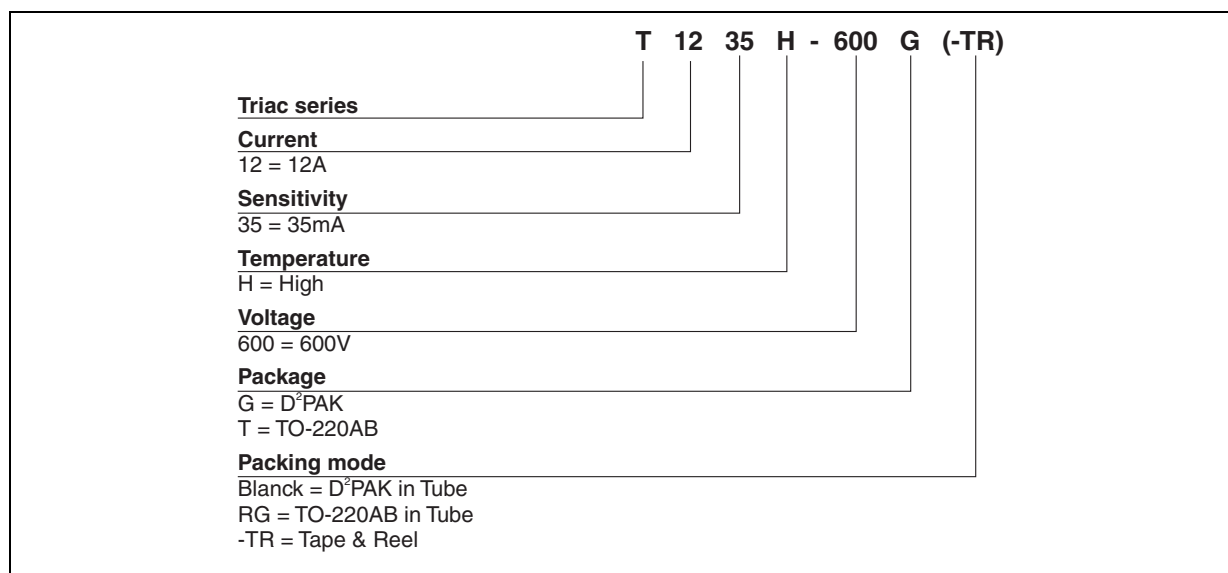 T 12 35 H - 600 G (-TR)
Triac series
Current
12 = 12A
Sensitivity
35 = 35mA
Temperature
H = High
Voltage
600 = 600V
Package
G = D²PAK
T = TO-220AB
Packing mode
Blanck = D²PAK in Tube
RG = TO-220AB in Tube
-TR = Tape & Reel